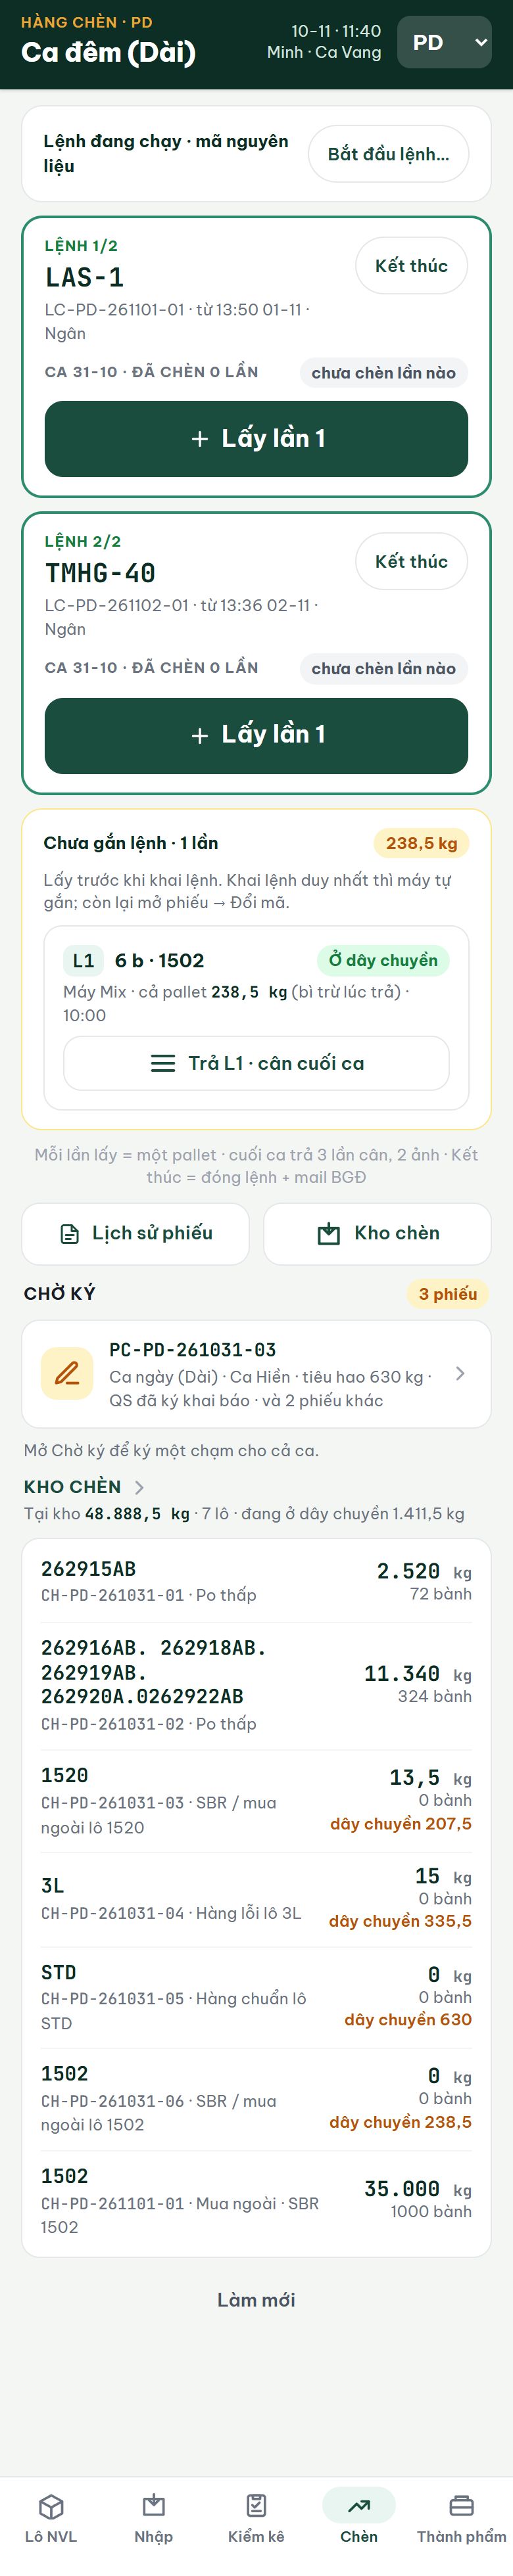 HÀNG CHÈN · PD
Ca đêm (Dài)
10-11 · 11:40
Minh · Ca Vang
PD
Lệnh đang chạy · mã nguyên
liệu
Bắt đầu lệnh...
LỆNH 1/2
LAS-1
Kết thúc
LC-PD-261101-01 · từ 13:50 01-11 ·
Ngân
CA 31-10 · ĐÃ CHÈN 0 LẦN
chưa chèn lần nào
+ Lấy lần 1
LỆNH 2/2
TMHG-40
Kết thúc
LC-PD-261102-01 · từ 13:36 02-11 ·
Ngân
CA 31-10 · ĐÃ CHÈN 0 LẦN
chưa chèn lần nào
+ Lấy lần 1
Chưa gắn lệnh · 1 lần
238,5 kg
Lấy trước khi khai lệnh. Khai lệnh duy nhất thì máy tự
gắn; còn lại mở phiếu → Đổi mã.
L1 6 b · 1502
Ở dây chuyền
Máy Mix · cả pallet 238,5 kg (bì trừ lúc trả) ·
10:00
Trả L1 · cân cuối ca
Mỗi lần lấy = một pallet · cuối ca trả 3 lần cân, 2 ảnh · Kết
thúc = đóng lệnh + mail BGĐ
Lịch sử phiếu
Kho chèn
CHỜ KÝ
3 phiếu
PC-PD-261031-03
Ca ngày (Dài) · Ca Hiền · tiêu hao 630 kg ·
QS đã ký khai báo · và 2 phiếu khác
Mở Chờ ký để ký một chạm cho cả ca.
KHO CHÈN
Tại kho 48.888,5 kg · 7 lô · đang ở dây chuyền 1.411,5 kg
262915AB
2.520 kg
CH-PD-261031-01 · Po thấp
72 bành
262916AB. 262918AB.
262919AB.
262920A.0262922AB
11.340 kg
324 bành
CH-PD-261031-02 · Po thấp
1520
13,5 kg
CH-PD-261031-03 · SBR / mua
ngoài lô 1520
0 bành
dây chuyền 207,5
3L
15 kg
CH-PD-261031-04 · Hàng lỗi lô 3L
0 bành
dây chuyền 335,5
STD
0 kg
CH-PD-261031-05 · Hàng chuẩn lô
STD
0 bành
dây chuyền 630
1502
0 kg
CH-PD-261031-06 · SBR / mua
ngoài lô 1502
0 bành
dây chuyền 238,5
1502
35.000 kg
CH-PD-261101-01 · Mua ngoài · SBR
1502
1000 bành
Làm mới
Lô NVL
Nhập
Kiểm kê
Chèn
Thành phẩm